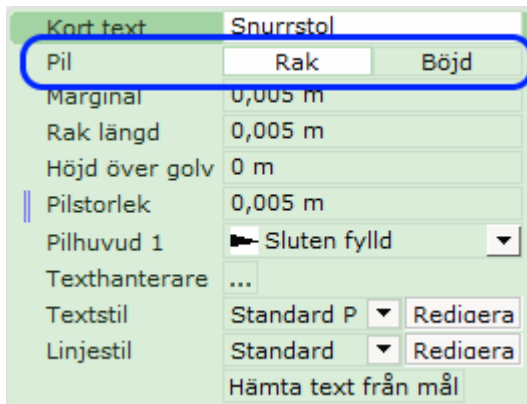 Kort text Snurrstol
Pil Rak Böjd
Marginal 0,005 m
Rak längd 0,005 m
Höjd över golv 0 m
Pilstorlek 0,005 m
Pilhuvud 1 Sluten fylld
Texthanterare ...
Textstil Standard P Redigera
Linjestil Standard Redigera
Hämta text från mål